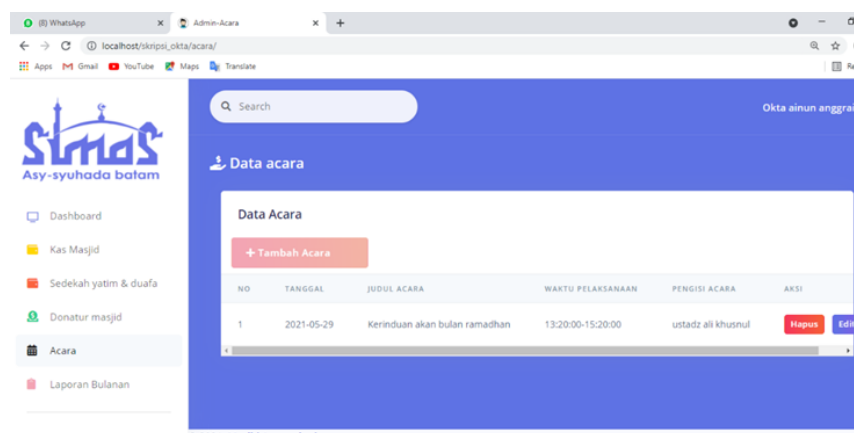 (8) WhatsApp
Admin-Acara
localhost/skripsi_okta/acara/
Apps Gmail YouTube Maps Translate
Search
Okta ainun anggrai
simas
Asy-syuhada batam
Data acara
Dashboard
Kas Masjid
Sedekah yatim & duafa
Donatur masjid
Acara
Laporan Bulanan
Data Acara
+ Tambah Acara
NO TANGGAL JUDUL ACARA WAKTU PELAKSANAAN PENGISI ACARA AKSI
1 2021-05-29 Kerinduan akan bulan ramadhan 13:20:00-15:20:00 ustadz ali khusnul Hapus Edit